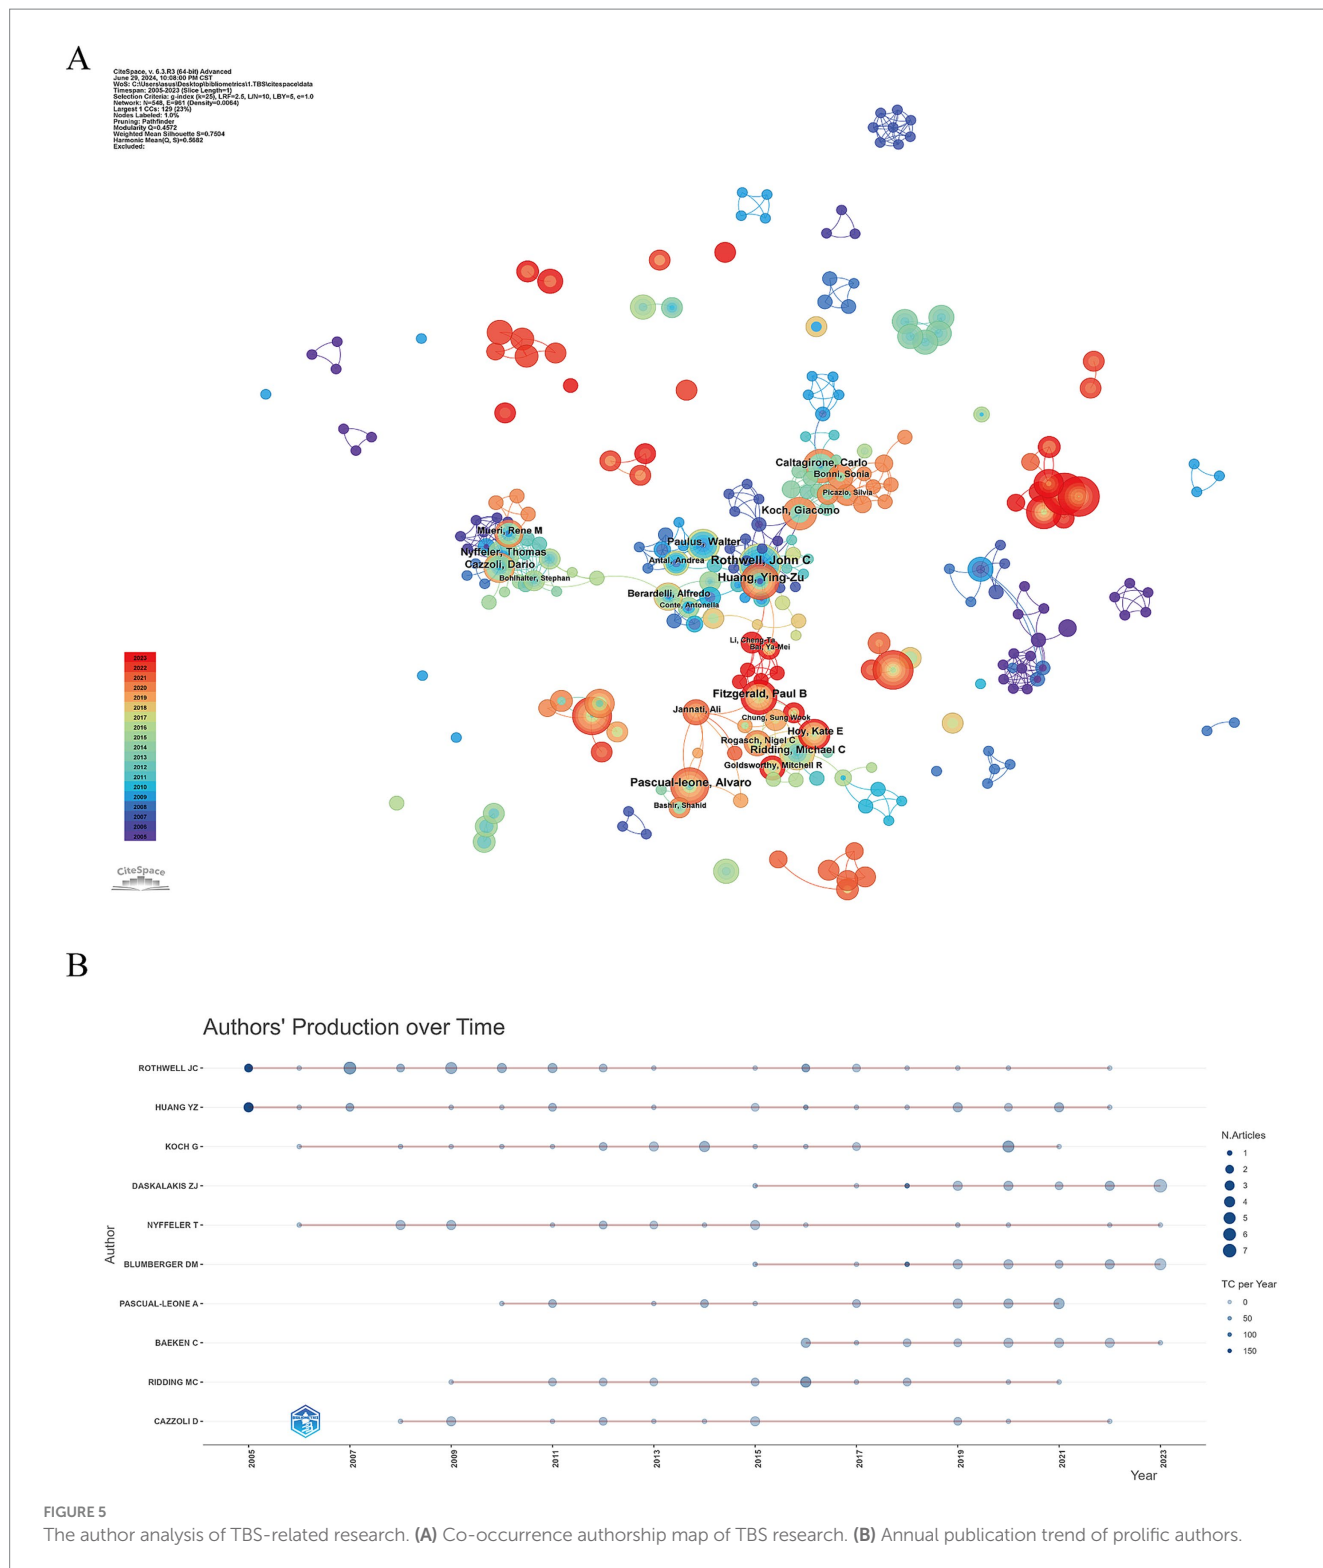 A
CiteSpace, v. 6.3.R3 (64-bit) Advanced
June 29, 2024, 10:08:00 PM CST
WoS: C:\Users\asus\Desktop\bibliometrics\1.TBS\citespace\data
Timespan: 2005-2023 (Slice Length=1)
Selection Criteria: g-index (k=25), LRF=2.5, L/N=10, LBY=5, e=1.0
Network: N=548, E=961 (Density=0.0064)
Largest 1 CCs: 129 (23%)
Nodes Labeled: 1.0%
Pruning: Pathfinder
Modularity Q=0.4572
Weighted Mean Silhouette S=0.7504
Harmonic Mean(Q, S)=0.5682
Excluded:
Caltagirone, Carlo
Bonni, Sonia
Picazio, Silvia
Koch, Giacomo
Mueri, Rene M
Nyffeler, Thomas
Cazzoli, Dario
Bohlhalter, Stephan
Paulus, Walter
Antal, Andrea
Rothwell, John C
Huang, Ying-Zu
Berardelli, Alfredo
Conte, Antonella
Li, Cheng-Ta
Bai, Ya-Mei
Fitzgerald, Paul B
Jannati, Ali
Chung, Sung Wook
Hoy, Kate E
Rogasch, Nigel C
Ridding, Michael C
Goldsworthy, Mitchell R
Pascual-leone, Alvaro
Bashir, Shahid
2023
2022
2021
2020
2019
2018
2017
2016
2015
2014
2013
2012
2011
2010
2009
2008
2007
2006
2005
CiteSpace
B
Authors' Production over Time
ROTHWELL JC
HUANG YZ
KOCH G
DASKALAKIS ZJ
NYFFELER T
BLUMBERGER DM
PASCUAL-LEONE A
BAEKEN C
RIDDING MC
CAZZOLI D
Author
2005
2007
2009
2011
2013
2015
2017
2019
2021
2023
Year
N.Articles
1
2
3
4
5
6
7
TC per Year
0
50
100
150
FIGURE 5
The author analysis of TBS-related research. (A) Co-occurrence authorship map of TBS research. (B) Annual publication trend of prolific authors.